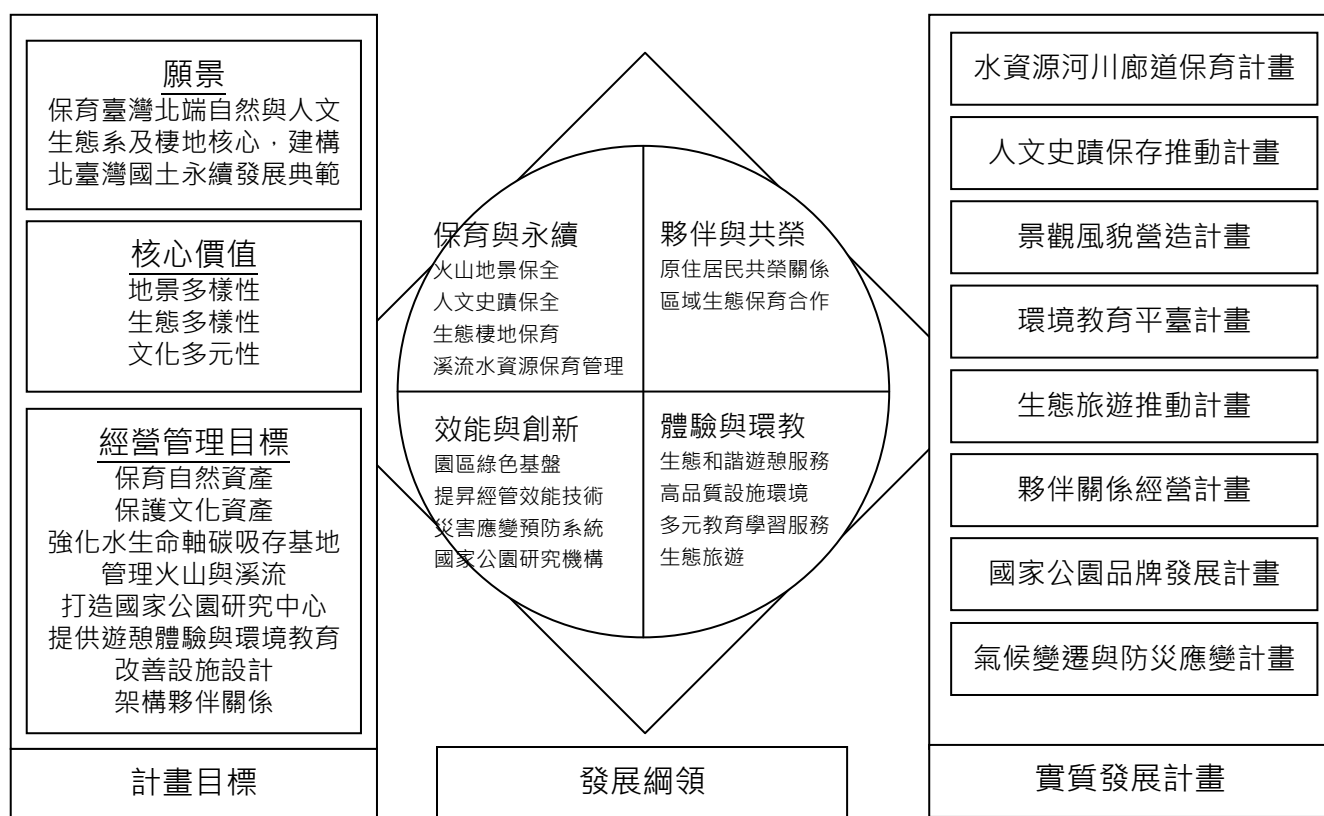 願景
保育臺灣北端自然與人文
生態系及棲地核心，建構
北臺灣國土永續發展典範
核心價值
地景多樣性
生態多樣性
文化多元性
經營管理目標
保育自然資產
保護文化資產
強化水生命軸碳吸存基地
管理火山與溪流
打造國家公園研究中心
提供遊憩體驗與環境教育
改善設施設計
架構夥伴關係
計畫目標
保育與永續
火山地景保全
人文史蹟保全
生態棲地保育
溪流水資源保育管理
夥伴與共榮
原住居民共榮關係
區域生態保育合作
效能與創新
園區綠色基盤
提昇經管效能技術
災害應變預防系統
國家公園研究機構
體驗與環教
生態和諧遊憩服務
高品質設施環境
多元教育學習服務
生態旅遊
發展綱領
水資源河川廊道保育計畫
人文史蹟保存推動計畫
景觀風貌營造計畫
環境教育平臺計畫
生態旅遊推動計畫
夥伴關係經營計畫
國家公園品牌發展計畫
氣候變遷與防災應變計畫
實質發展計畫